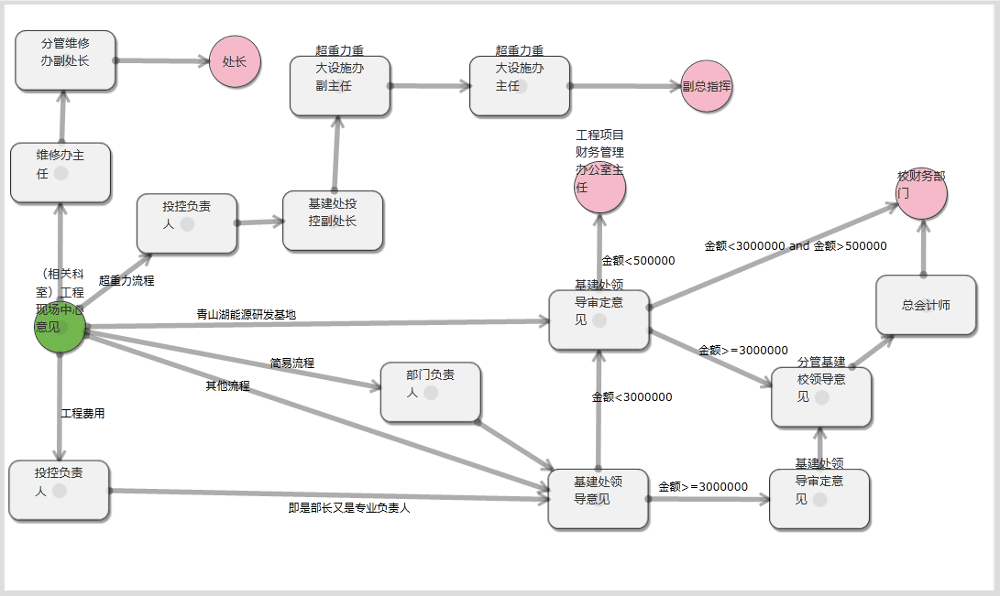 分管维修
办副处长
处长
超重力重
大设施办
副主任
超重力重
大设施办
主任
副总指挥
维修办主
任
工程项目
财务管理
办公室主
任
校财务部
门
投控负责
人
基建处投
控副处长
金额<3000000 and 金额>500000
金额<500000
（相关科
室）工程
现场中心
意见
超重力流程
基建处领
导审定意
见
总会计师
青山湖能源研发基地
金额>=3000000
简易流程
分管基建
校领导意
见
部门负责
人
其他流程
金额<3000000
工程费用
投控负责
人
基建处领
导意见
金额>=3000000
基建处领
导审定意
见
即是部长又是专业负责人